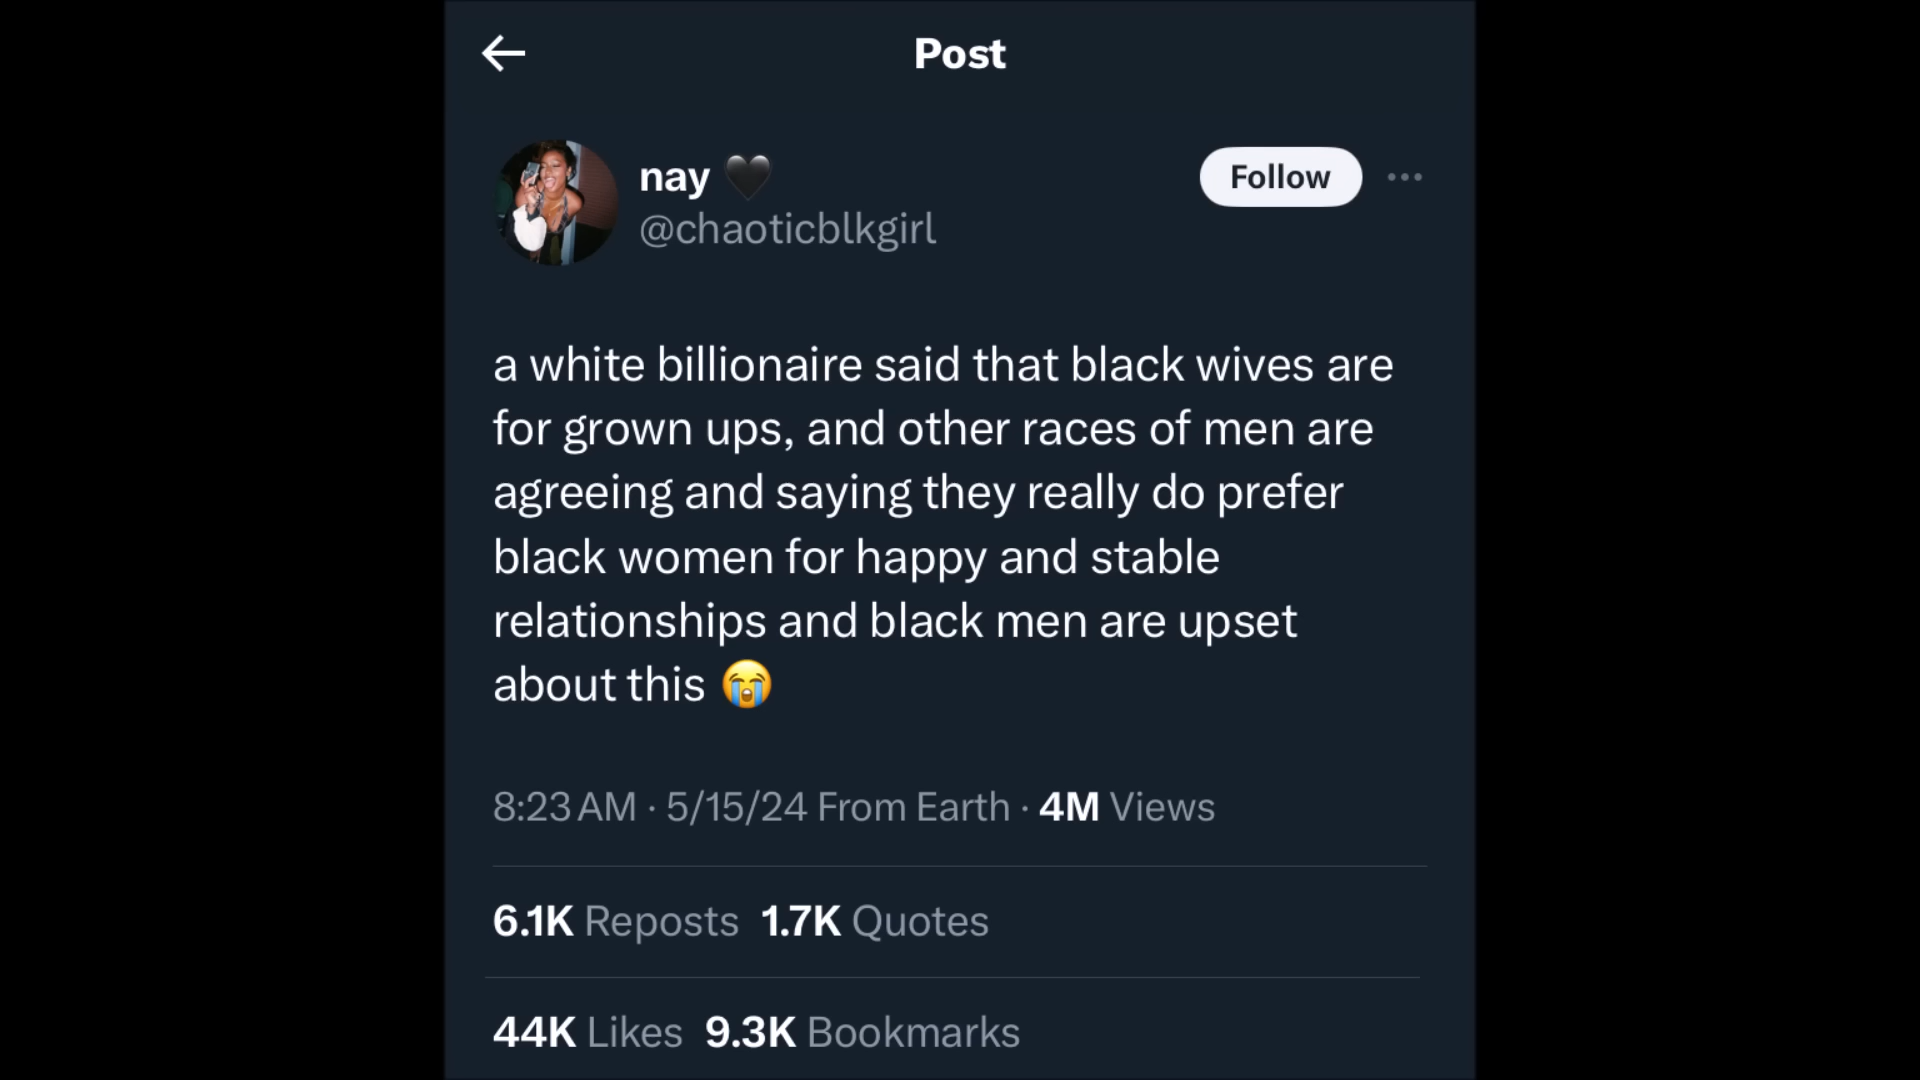 Post
nay 🖤
Follow
@chaoticblkgirl
a white billionaire said that black wives are
for grown ups, and other races of men are
agreeing and saying they really do prefer
black women for happy and stable
relationships and black men are upset
about this 😭
8:23 AM · 5/15/24 From Earth · 4M Views
6.1K Reposts 1.7K Quotes
44K Likes 9.3K Bookmarks